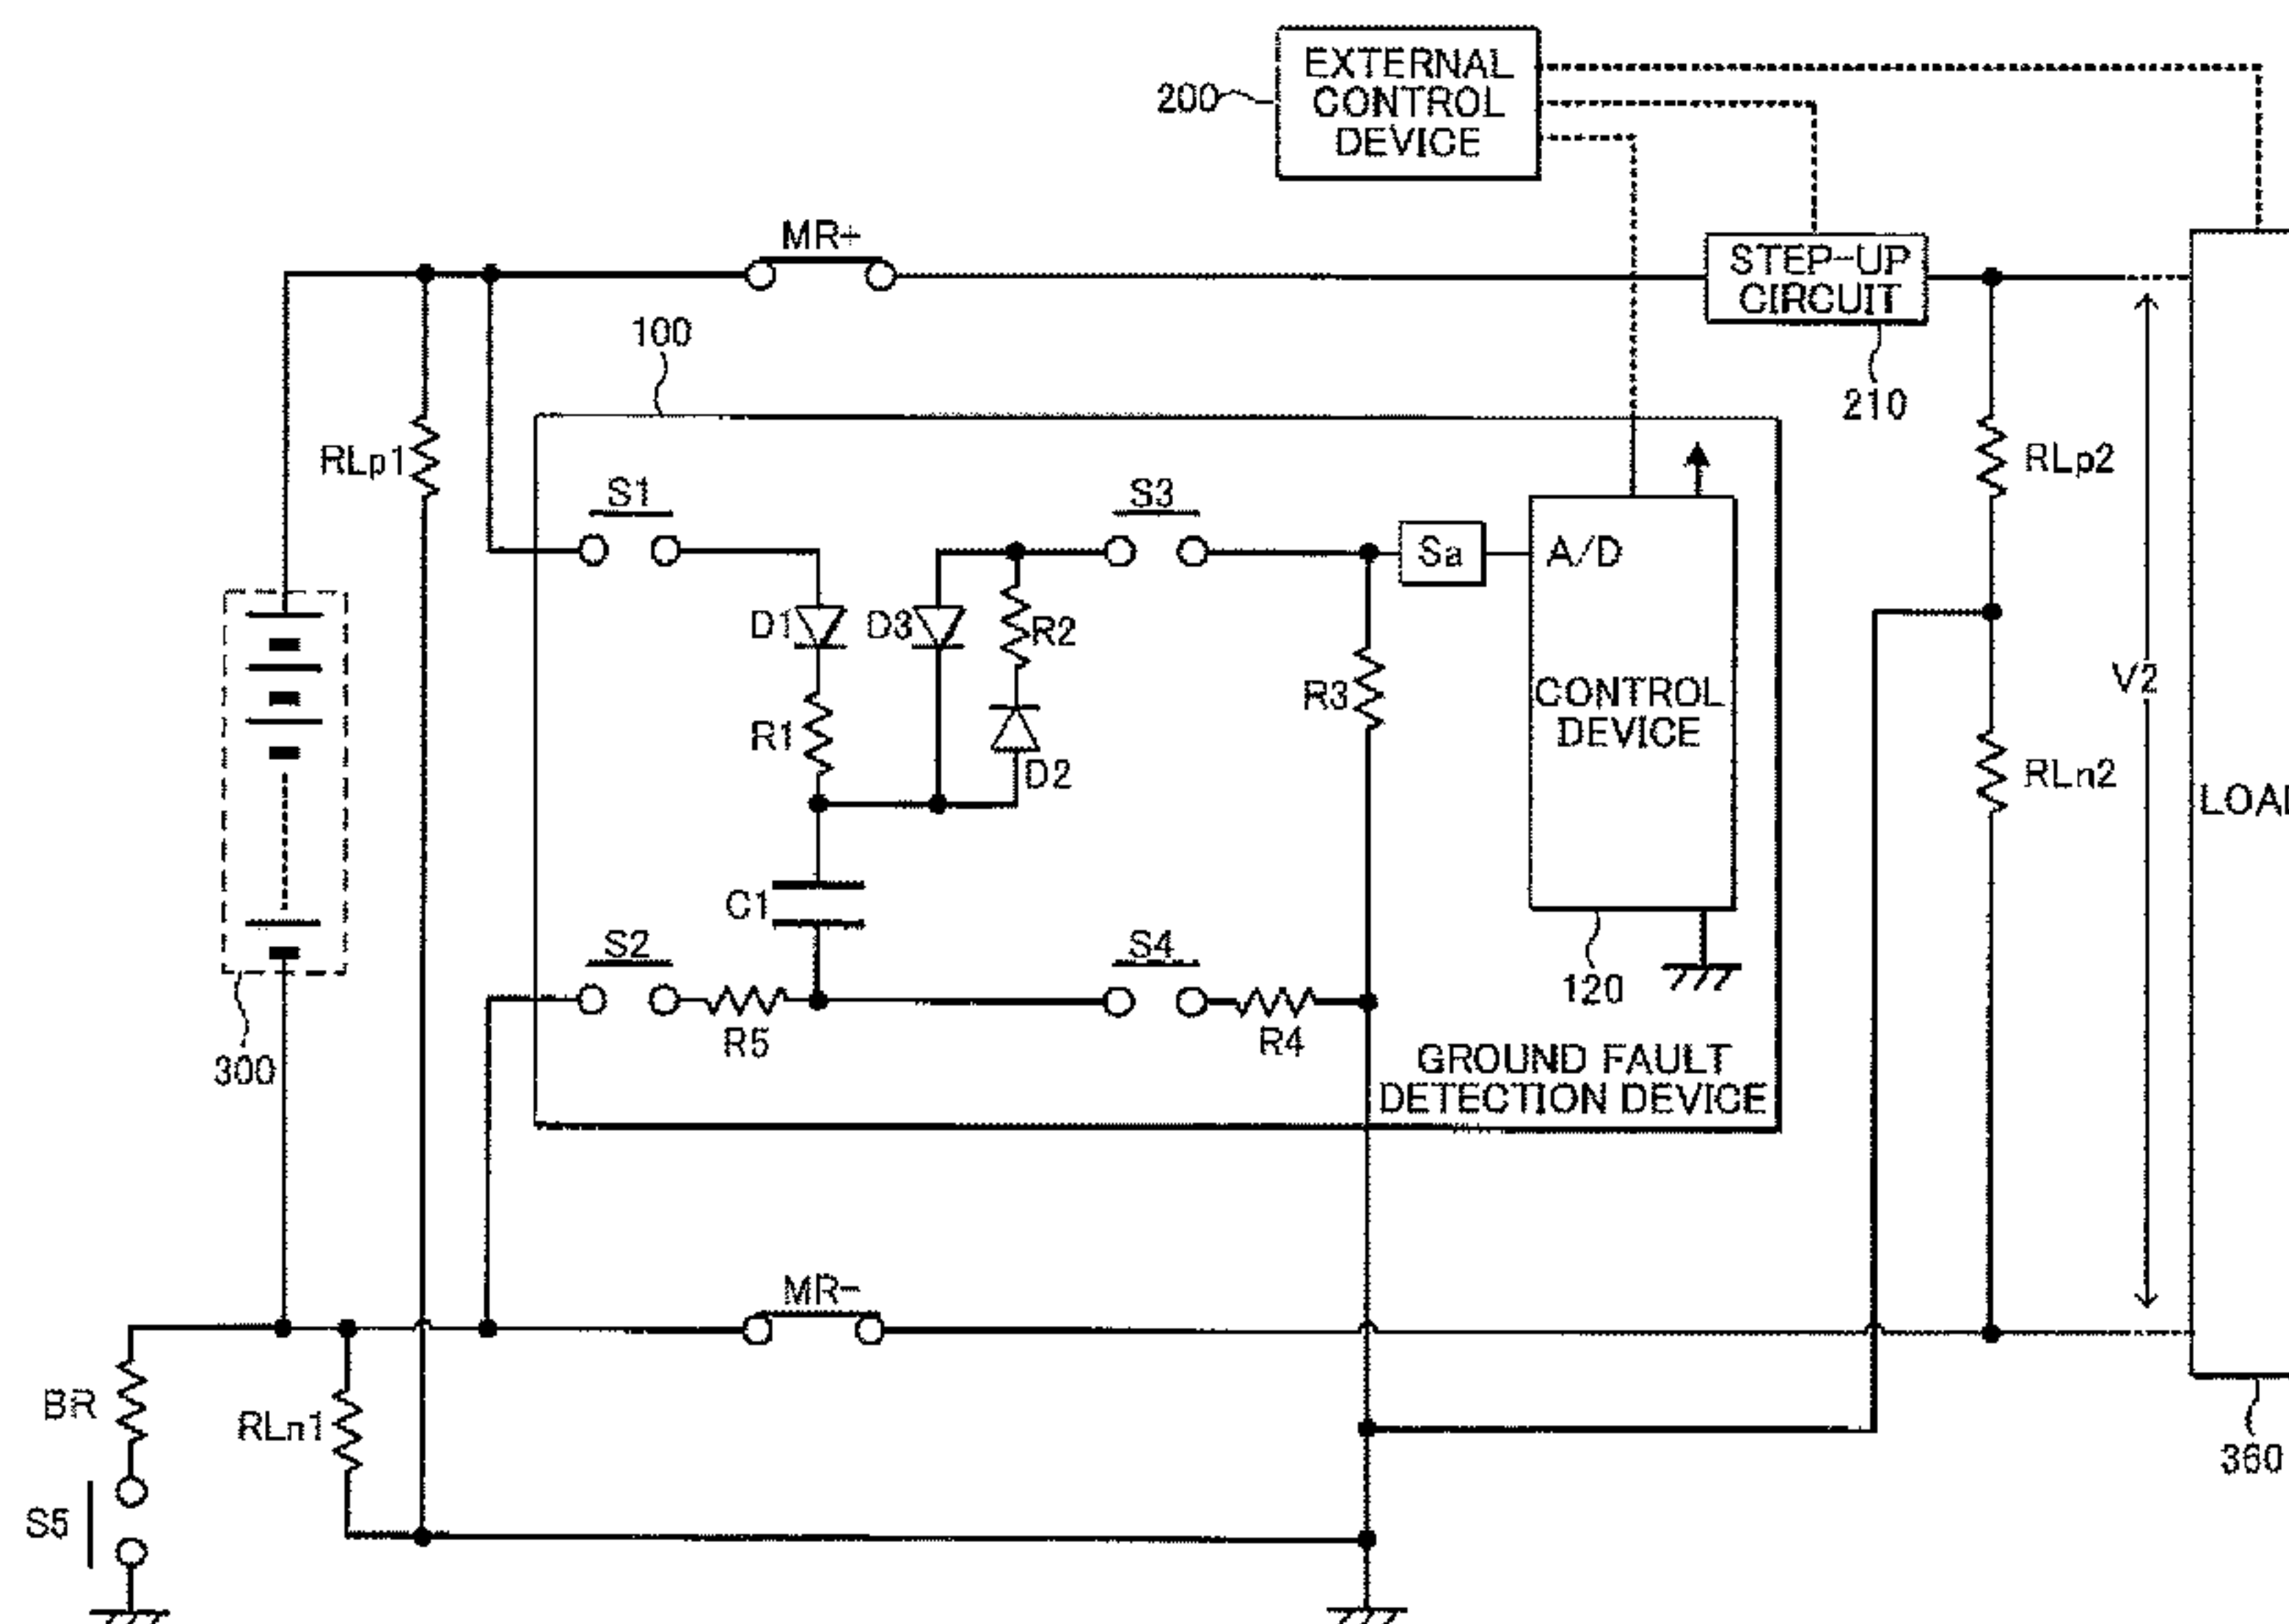 EXTERNAL
CONTROL
DEVICE
200
MR+
STEP-UP
CIRCUIT
100
210
RLp1
S1
S3
Sa
A/D
RLp2
D1
D3
R2
R3
CONTROL
DEVICE
V2
R1
D2
RLn2
C1
S2
S4
120
R5
R4
300
GROUND FAULT
DETECTION DEVICE
MR-
BR
RLn1
S5
360